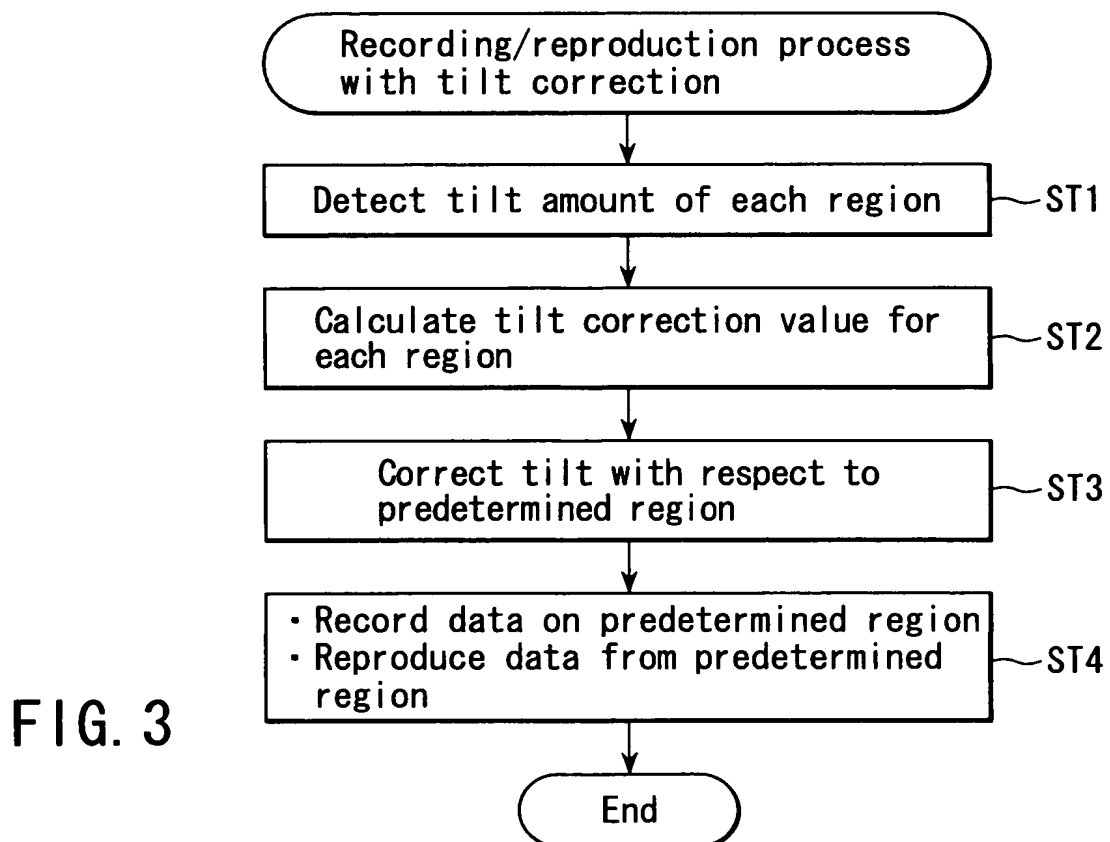 Recording/reproduction process
with tilt correction
Detect tilt amount of each region
ST1
Calculate tilt correction value for
each region
ST2
Correct tilt with respect to
predetermined region
ST3
・Record data on predetermined region
・Reproduce data from predetermined
region
ST4
FIG. 3
End